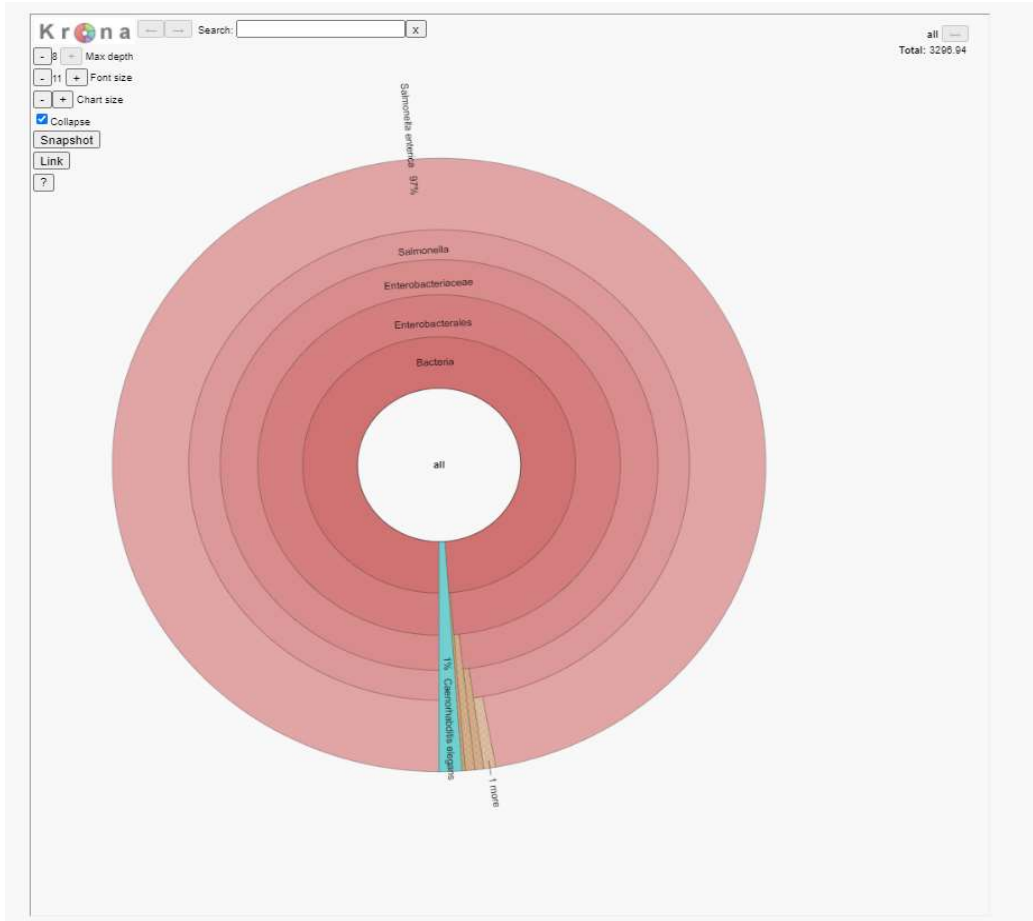 Krona ← → Search: x
- 8 + Max depth
- 11 + Font size
- + Chart size
Collapse
Snapshot
Link
?
all —
Total: 3296.94
Salmonella enterica 97%
Salmonella
Enterobacteriaceae
Enterobacterales
Bacteria
all
1% Caenorhabditis elegans
1 more